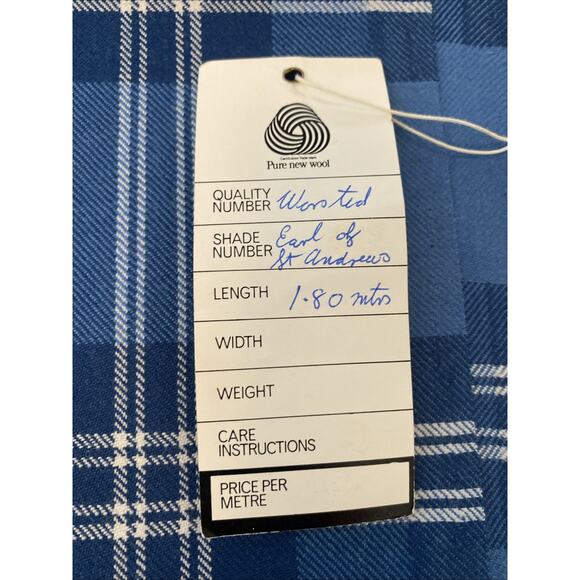 Certification Trade Mark
Pure new wool
QUALITY NUMBER Worsted
SHADE NUMBER Earl of
St Andrews
LENGTH 1.80 mtrs
WIDTH
WEIGHT
CARE
INSTRUCTIONS
PRICE PER
METRE